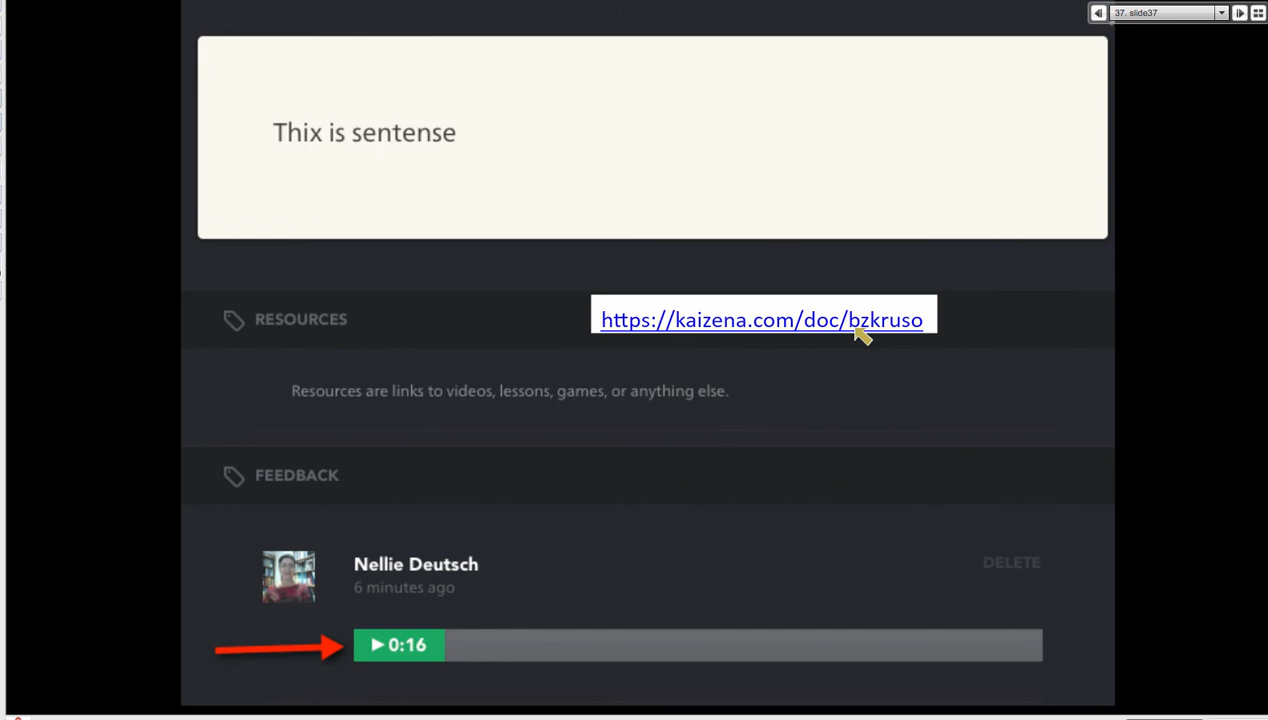 37. slide37
Thix is sentense
RESOURCES
https://kaizena.com/doc/bzkruso
Resources are links to videos, lessons, games, or anything else.
FEEDBACK
Nellie Deutsch
DELETE
6 minutes ago
0:16